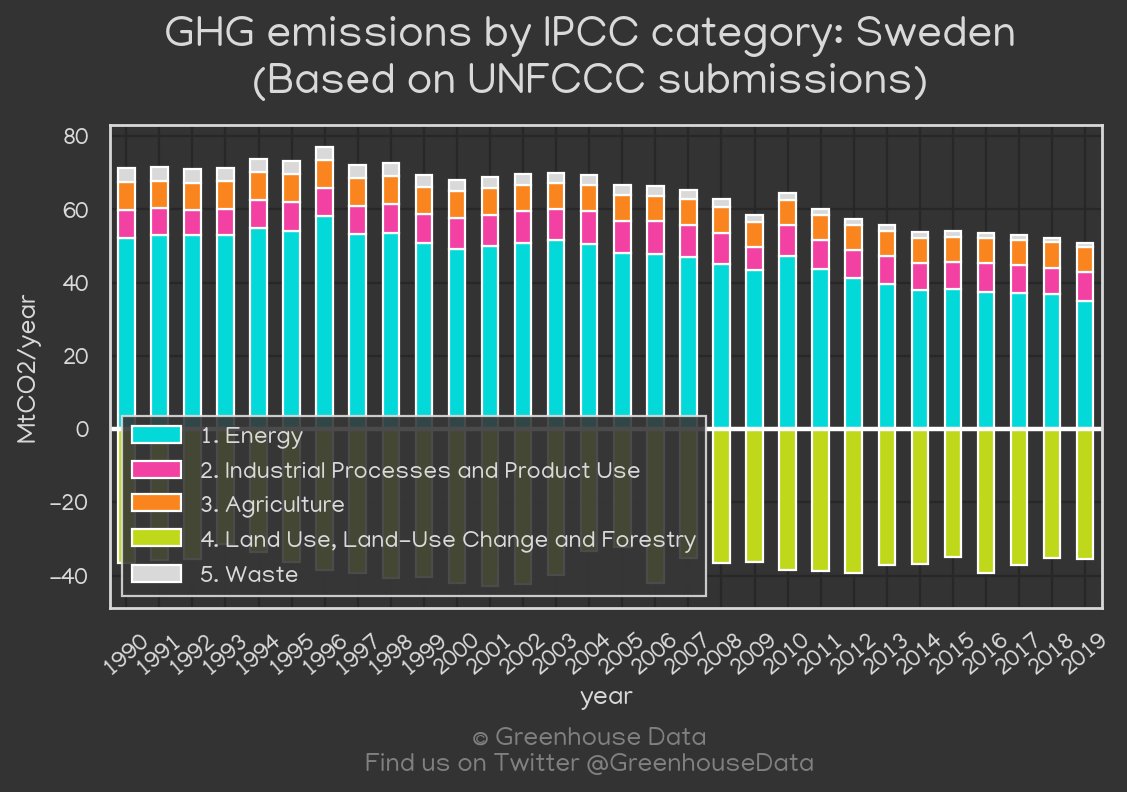 GHG emissions by IPCC category: Sweden
(Based on UNFCCC submissions)
80
60
40
20
0
−20
−40
MtCO2/year
1. Energy
2. Industrial Processes and Product Use
3. Agriculture
4. Land Use, Land-Use Change and Forestry
5. Waste
1990 1991 1992 1993 1994 1995 1996 1997 1998 1999 2000 2001 2002 2003 2004 2005 2006 2007 2008 2009 2010 2011 2012 2013 2014 2015 2016 2017 2018 2019
year
© Greenhouse Data
Find us on Twitter @GreenhouseData